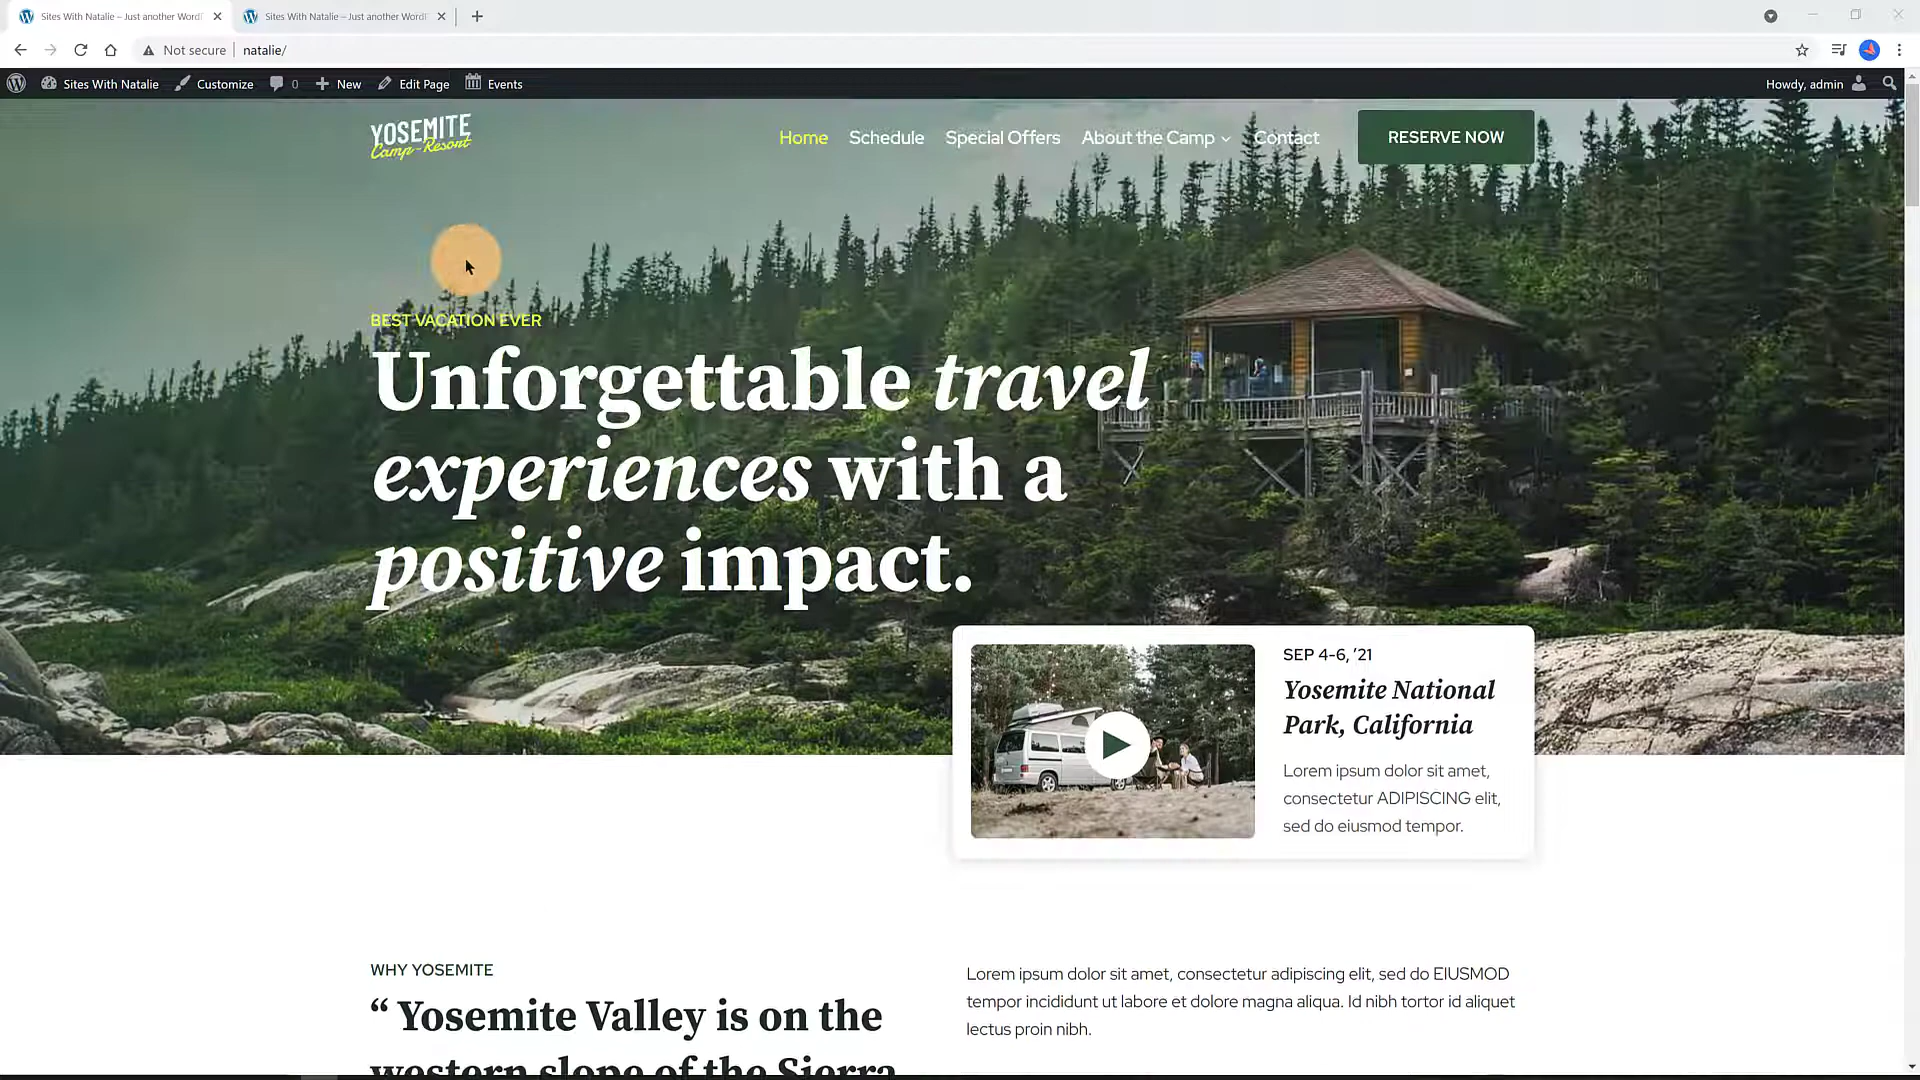 Sites With Natalie – Just another Word
Sites With Natalie – Just another Word
Not secure
natalie/
Sites With Natalie
Customize
0
New
Edit Page
Events
Howdy, admin
YOSEMITE
Camp-Resort
Home
Schedule
Special Offers
About the Camp
Contact
RESERVE NOW
BEST VACATION EVER
Unforgettable travel
experiences with a
positive impact.
SEP 4-6, ’21
Yosemite National
Park, California
Lorem ipsum dolor sit amet,
consectetur ADIPISCING elit,
sed do eiusmod tempor.
WHY YOSEMITE
“ Yosemite Valley is on the
western slope of the Sierra
Lorem ipsum dolor sit amet, consectetur adipiscing elit, sed do EIUSMOD
tempor incididunt ut labore et dolore magna aliqua. Id nibh tortor id aliquet
lectus proin nibh.